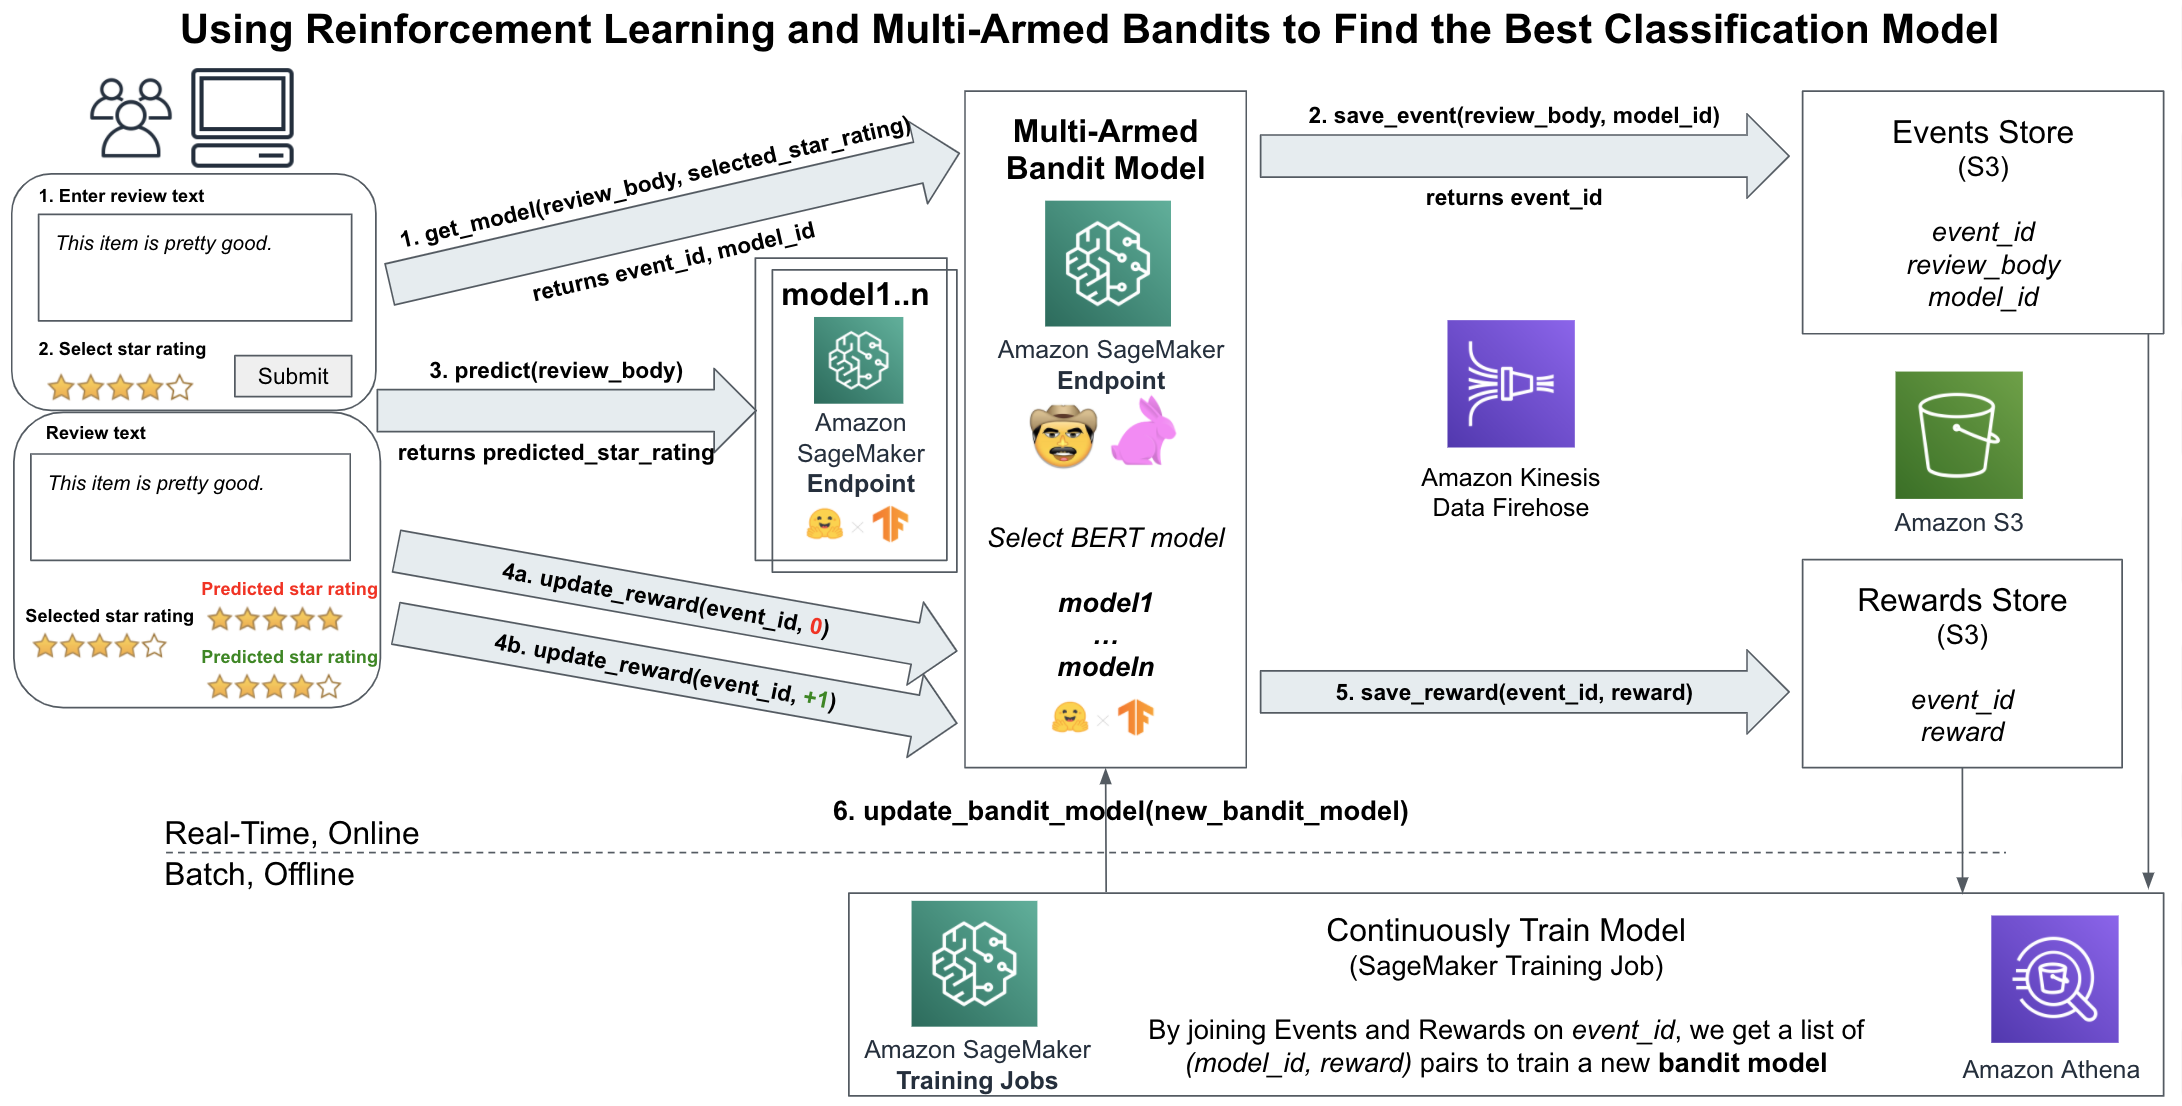 Using Reinforcement Learning and Multi-Armed Bandits to Find the Best Classification Model
1. Enter review text
This item is pretty good.
2. Select star rating
Submit
Review text
This item is pretty good.
Predicted star rating
Selected star rating
Predicted star rating
1. get_model(review_body, selected_star_rating)
returns event_id, model_id
3. predict(review_body)
returns predicted_star_rating
4a. update_reward(event_id, 0)
4b. update_reward(event_id, +1)
model1..n
Amazon
SageMaker
Endpoint
Multi-Armed
Bandit Model
Amazon SageMaker
Endpoint
Select BERT model
model1
...
modeln
2. save_event(review_body, model_id)
returns event_id
Amazon Kinesis
Data Firehose
5. save_reward(event_id, reward)
Events Store
(S3)
event_id
review_body
model_id
Amazon S3
Rewards Store
(S3)
event_id
reward
6. update_bandit_model(new_bandit_model)
Real-Time, Online
Batch, Offline
Amazon SageMaker
Training Jobs
Continuously Train Model
(SageMaker Training Job)
By joining Events and Rewards on event_id, we get a list of
(model_id, reward) pairs to train a new bandit model
Amazon Athena